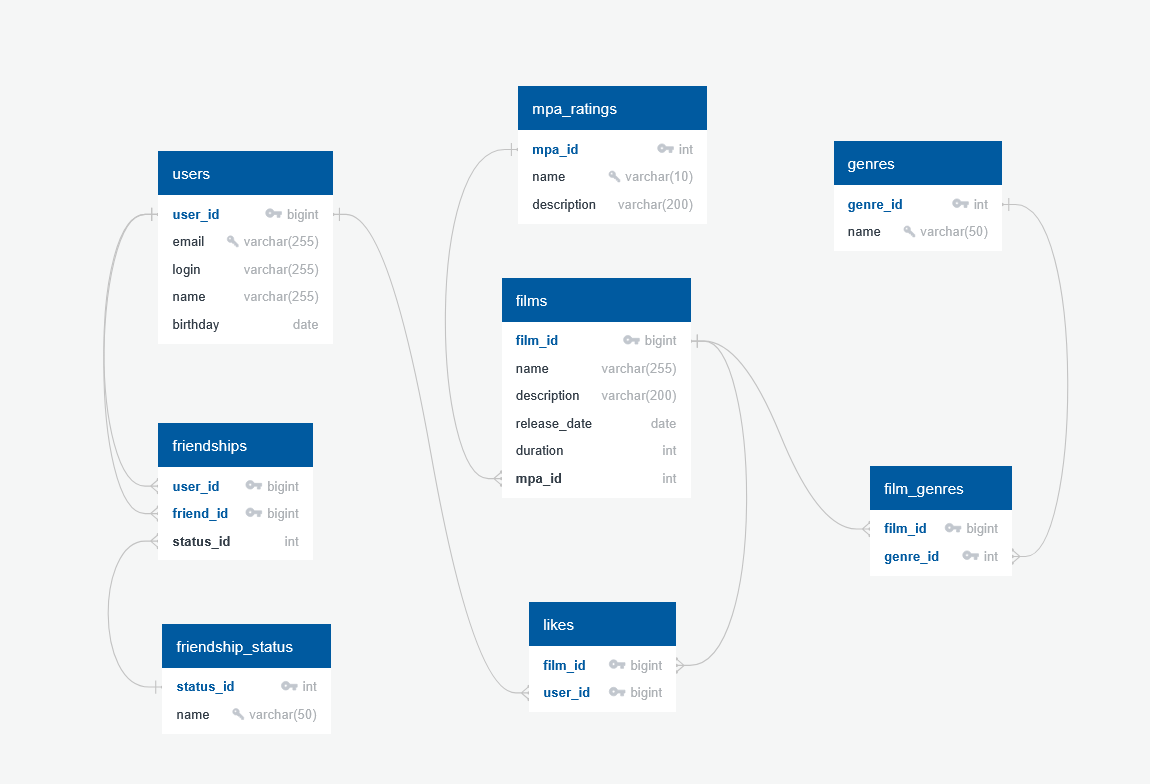 mpa_ratings
mpa_id int
name varchar(10)
description varchar(200)
genres
genre_id int
name varchar(50)
users
user_id bigint
email varchar(255)
login varchar(255)
name varchar(255)
birthday date
films
film_id bigint
name varchar(255)
description varchar(200)
release_date date
duration int
mpa_id int
friendships
user_id bigint
friend_id bigint
status_id int
film_genres
film_id bigint
genre_id int
likes
film_id bigint
user_id bigint
friendship_status
status_id int
name varchar(50)